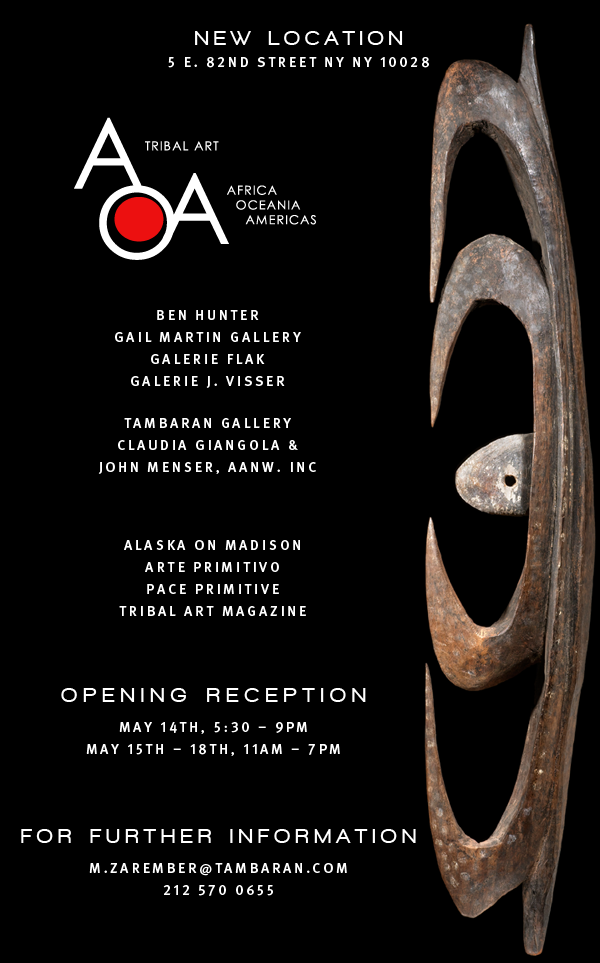 NEW LOCATION
5 E. 82ND STREET NY NY 10028
AOA
TRIBAL ART
AFRICA
OCEANIA
AMERICAS
BEN HUNTER
GAIL MARTIN GALLERY
GALERIE FLAK
GALERIE J. VISSER
TAMBARAN GALLERY
CLAUDIA GIANGOLA &
JOHN MENSER, AANW. INC
ALASKA ON MADISON
ARTE PRIMITIVO
PACE PRIMITIVE
TRIBAL ART MAGAZINE
OPENING RECEPTION
MAY 14TH, 5:30 – 9PM
MAY 15TH – 18TH, 11AM – 7PM
FOR FURTHER INFORMATION
M.ZAREMBER@TAMBARAN.COM
212 570 0655